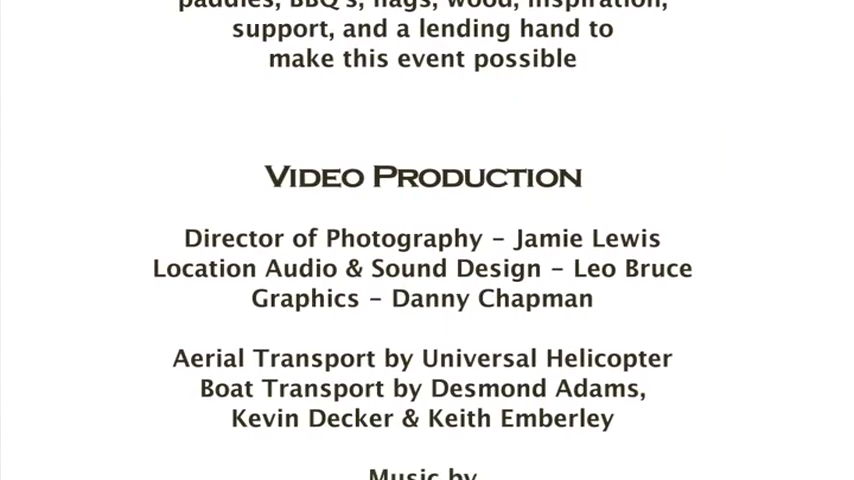 paddles, BBQ's, flags, wood, inspiration,
support, and a lending hand to
make this event possible
VIDEO PRODUCTION
Director of Photography – Jamie Lewis
Location Audio & Sound Design – Leo Bruce
Graphics – Danny Chapman
Aerial Transport by Universal Helicopter
Boat Transport by Desmond Adams,
Kevin Decker & Keith Emberley
Music by